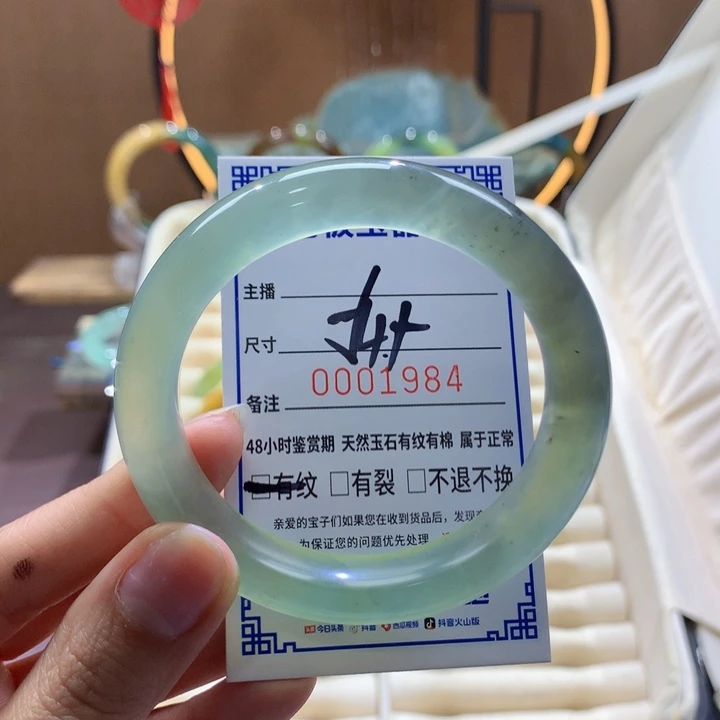 主播
尺寸
0001984
备注
48小时鉴赏期 天然玉石有纹有棉 属于正常
□有纹 □有裂 □不退不换
亲爱的宝子们如果您在收到货品后，发现
为保证您的问题优先处理
今日头条 抖音 西瓜视频 抖音火山版